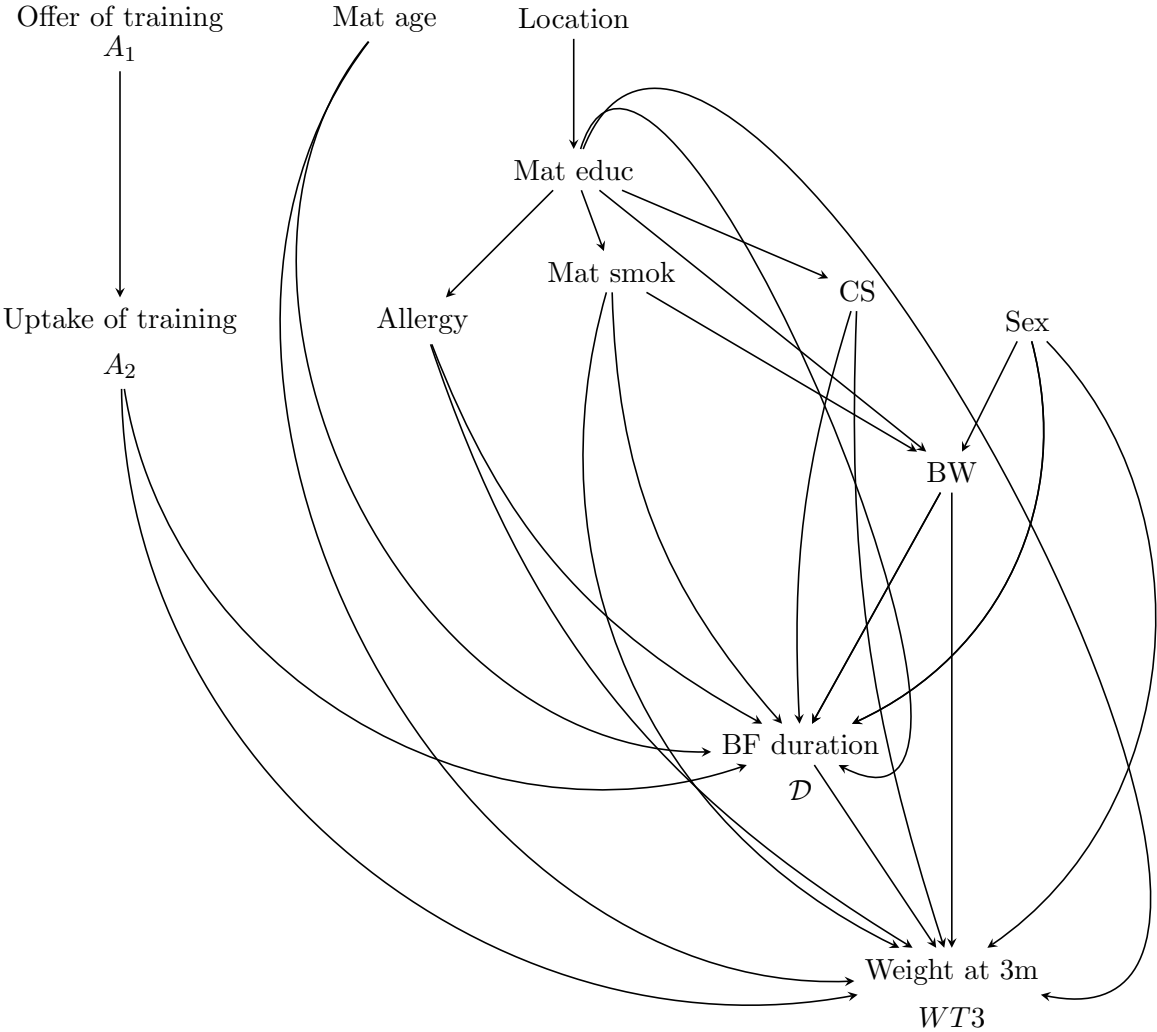 Offer of training
A₁
Mat age
Location
Mat educ
Mat smok
CS
Uptake of training
A₂
Allergy
Sex
BW
BF duration
𝒟
Weight at 3m
WT3